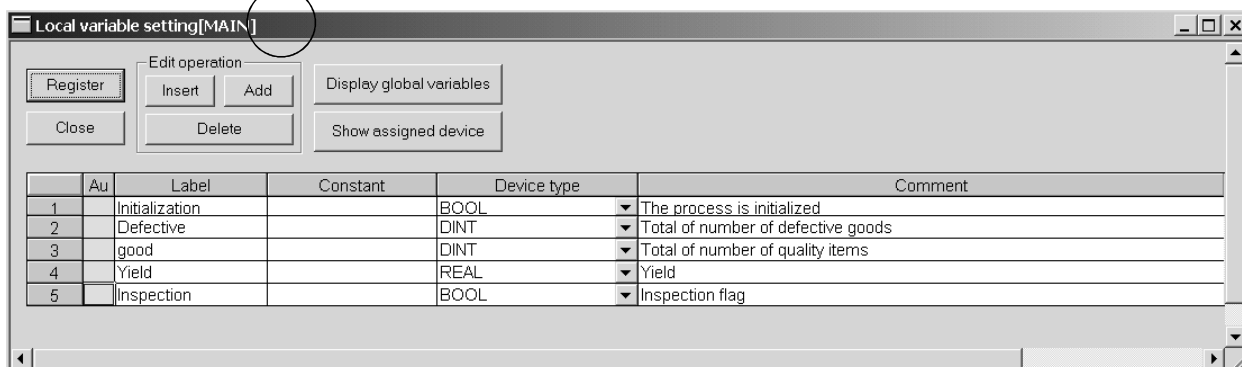 Local variable setting[MAIN]
Edit operation
Register Insert Add Display global variables
Close Delete Show assigned device
Au Label Constant Device type Comment
1 Initialization BOOL The process is initialized
2 Defective DINT Total of number of defective goods
3 good DINT Total of number of quality items
4 Yield REAL Yield
5 Inspection BOOL Inspection flag